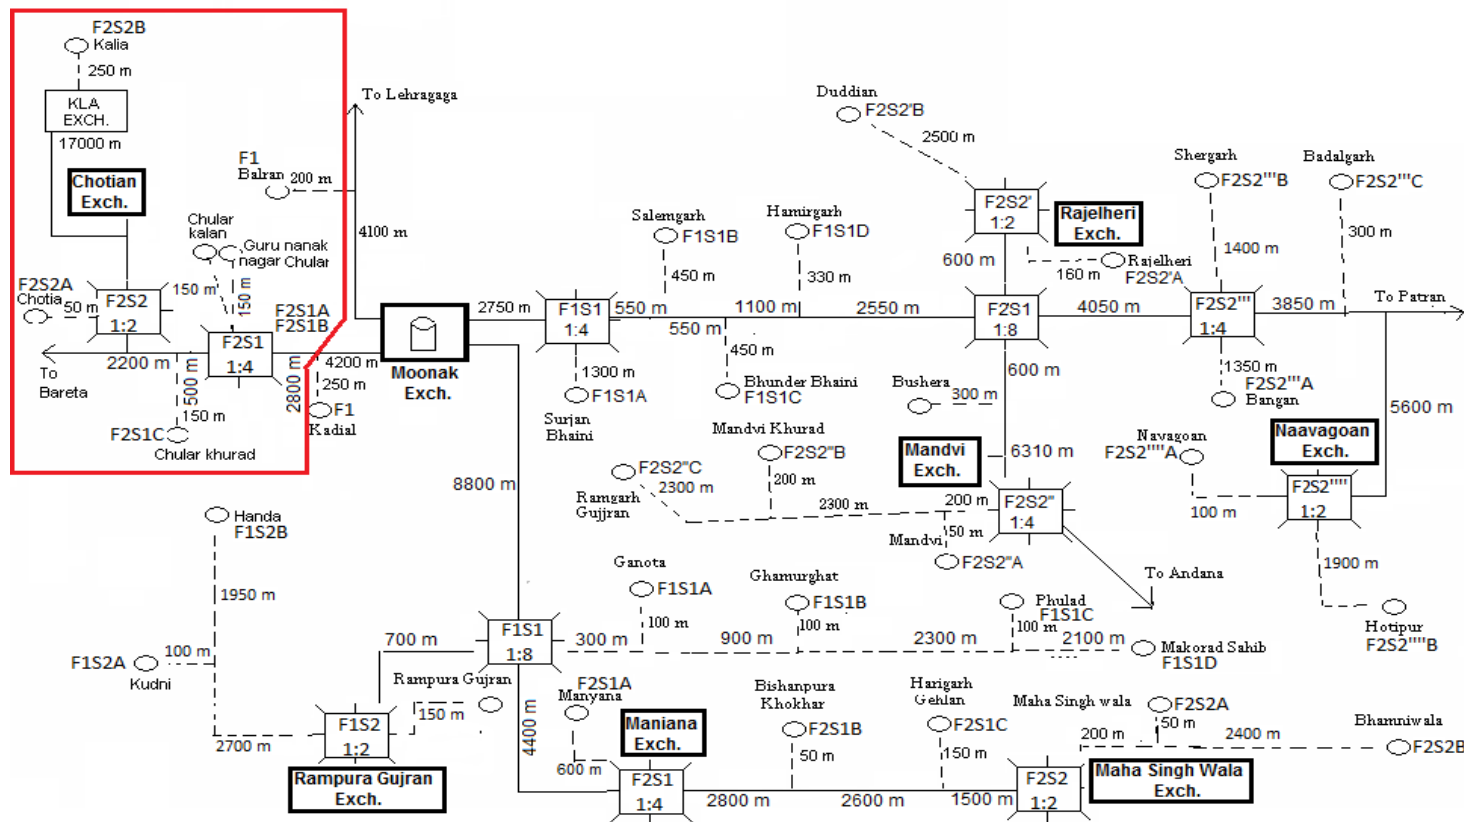 F2S2B
Kalia
250 m
KLA
EXCH.
17000 m
Chotian
Exch.
F1
Balran
200 m
To Lehragaga
4100 m
Chular
kalan
Guru nanak
nagar Chular
150 m
150 m
F2S2A
Chotia
50 m
F2S2
1:2
F2S1A
F2S1B
F2S1
1:4
2200 m
To
Bareta
500 m
150 m
F2S1C
Chular khurad
2800 m
4200 m
250 m
F1
Kadial
Moonak
Exch.
2750 m
F1S1
1:4
1300 m
F1S1A
Surjan
Bhaini
Salemgarh
F1S1B
450 m
550 m
550 m
450 m
Bhunder Bhaini
F1S1C
Hamirgarh
F1S1D
330 m
1100 m
2550 m
Duddian
F2S2'B
2500 m
F2S2'
1:2
Rajelheri
Exch.
160 m
Rajelheri
F2S2'A
600 m
F2'S1
1:8
600 m
4050 m
Shergarh
F2S2'''B
1400 m
F2S2'''
1:4
1350 m
F2S2'''A
Bangan
3850 m
Badalgarh
F2S2'''C
300 m
To Patran
5600 m
Naavagoan
Exch.
Navagoan
F2S2''''A
100 m
F2S2''''
1:2
1900 m
Hotipur
F2S2''''B
Bushera
300 m
Mandvi
Exch.
6310 m
F2S2''
1:4
200 m
50 m
Mandvi
F2S2''A
2300 m
Mandvi Khurad
F2S2''B
200 m
F2S2''C
2300 m
Ramgarh
Gujjran
To Andana
8800 m
F1S1
1:8
300 m
Ganota
F1S1A
100 m
900 m
Ghamurghat
F1S1B
100 m
2300 m
Phulad
F1S1C
100 m
2100 m
Makorad Sahib
F1S1D
Handa
F1S2B
1950 m
100 m
F1S2A
Kudni
2700 m
700 m
F1S2
1:2
Rampura Gujran
150 m
Rampura Gujran
Exch.
4400 m
F2S1A
Manyana
600 m
Maniana
Exch.
F2S1
1:4
2800 m
Bishanpura
Khokhar
F2S1B
50 m
2600 m
Harigarh
Gehlan
F2S1C
150 m
1500 m
F2S2
1:2
Maha Singh wala
F2S2A
50 m
200 m
2400 m
Bhamniwala
F2S2B
Maha Singh Wala
Exch.